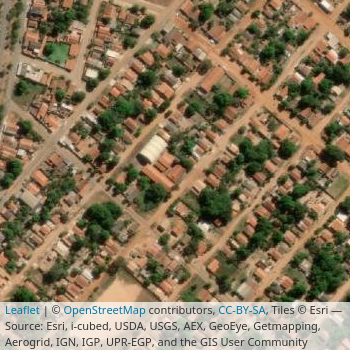 Leaflet | © OpenStreetMap contributors, CC-BY-SA, Tiles © Esri —
Source: Esri, i-cubed, USDA, USGS, AEX, GeoEye, Getmapping,
Aerogrid, IGN, IGP, UPR-EGP, and the GIS User Community